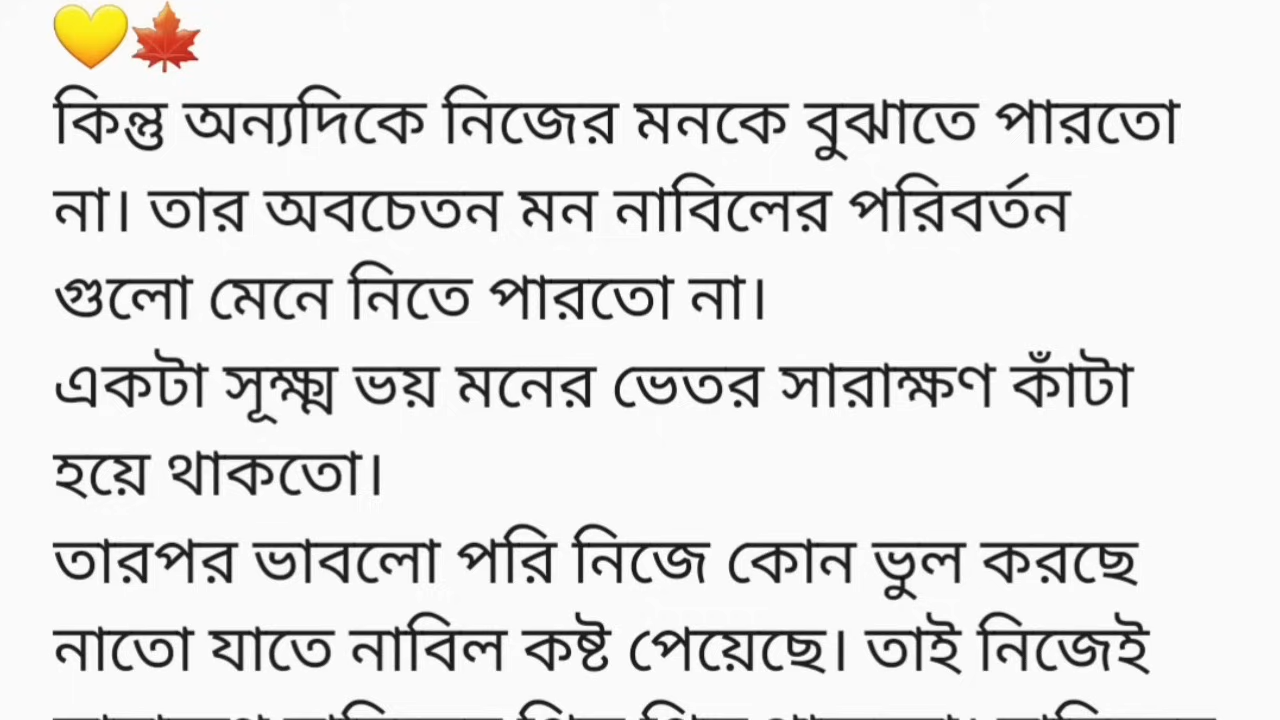 💛🍁
কিন্তু অন্যদিকে নিজের মনকে বুঝাতে পারতো
না। তার অবচেতন মন নাবিলের পরিবর্তন
গুলো মেনে নিতে পারতো না।
একটা সূক্ষ্ম ভয় মনের ভেতর সারাক্ষণ কাঁটা
হয়ে থাকতো।
তারপর ভাবলো পরি নিজে কোন ভুল করছে
নাতো যাতে নাবিল কষ্ট পেয়েছে। তাই নিজেই